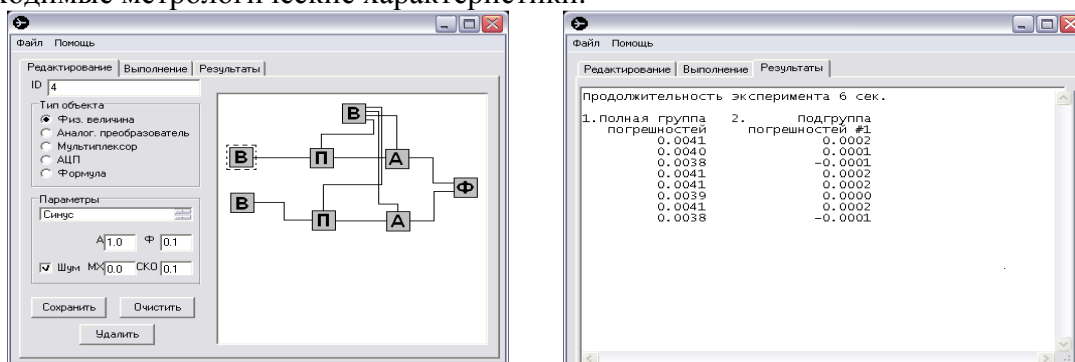 ходимые метрологические характеристики.
Файл Помощь
Редактирование Выполнение Результаты
ID 4
Тип объекта
Физ. величина
Аналог. преобразователь
Мультиплексор
АЦП
Формула
Параметры
Синус
А 1.0 Ф 0.1
Шум МХ 0.0 СКО 0.1
Сохранить Очистить
Удалить
В
В П А
Ф
В П А
Файл Помощь
Редактирование Выполнение Результаты
Продолжительность эксперимента 6 сек.
1.Полная группа 2. Подгруппа
погрешностей погрешностей #1
0.0041 0.0002
0.0040 0.0001
0.0038 -0.0001
0.0041 0.0002
0.0041 0.0002
0.0039 0.0000
0.0041 0.0002
0.0038 -0.0001